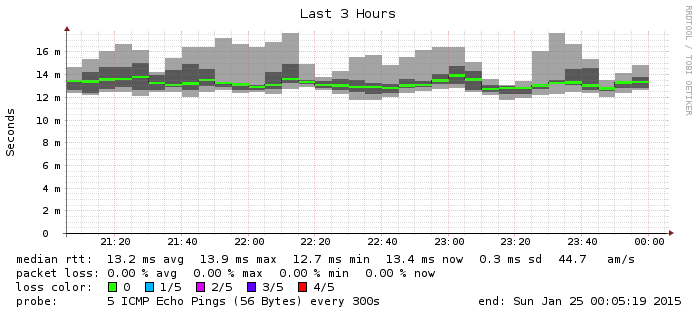 Last 3 Hours
RRDTOOL / TOBI OETIKER
Seconds
16 m
14 m
12 m
10 m
8 m
6 m
4 m
2 m
0
21:20 21:40 22:00 22:20 22:40 23:00 23:20 23:40 00:00
median rtt: 13.2 ms avg 13.9 ms max 12.7 ms min 13.4 ms now 0.3 ms sd 44.7 am/s
packet loss: 0.00 % avg 0.00 % max 0.00 % min 0.00 % now
loss color: 0 1/5 2/5 3/5 4/5
probe: 5 ICMP Echo Pings (56 Bytes) every 300s end: Sun Jan 25 00:05:19 2015